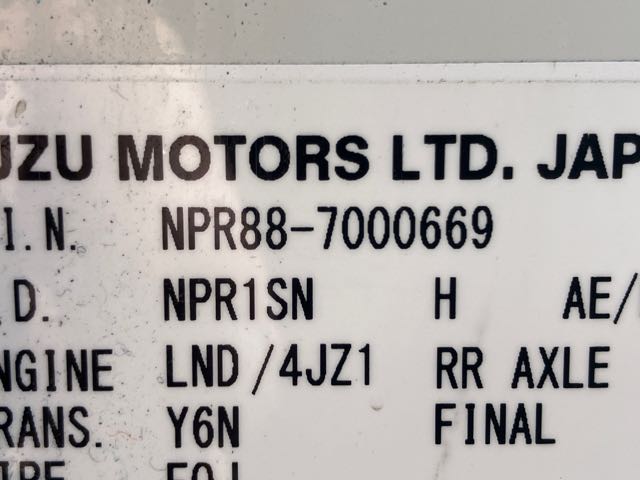 UZU MOTORS LTD. JAP
I.N. NPR88-7000669
.D. NPR1SN H AE/
NGINE LND/4JZ1 RR AXLE
RANS. Y6N FINAL